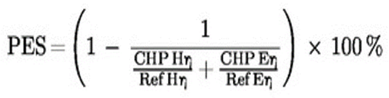 PES = (1 − 1 / (CHP Hη / Ref Hη + CHP Eη / Ref Eη)) × 100 %